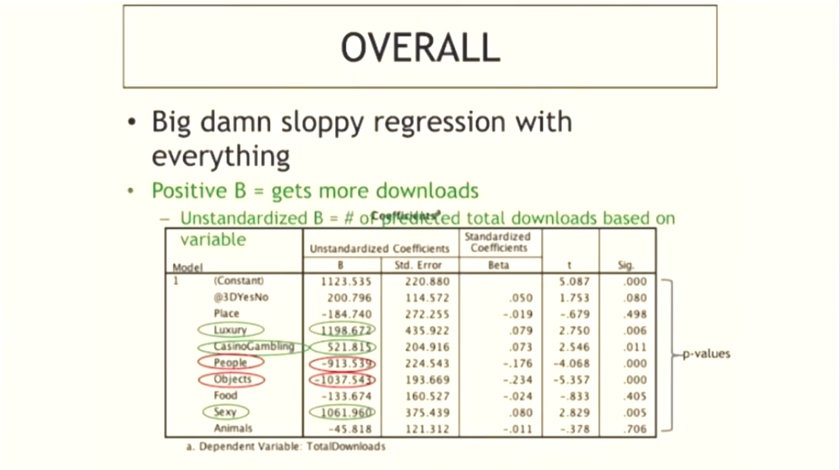 OVERALL
• Big damn sloppy regression with
everything
• Positive B = gets more downloads
– Unstandardized B = # of predicted total downloads based on
variable
Coefficientsᵃ
Unstandardized Coefficients Standardized Coefficients
Model B Std. Error Beta t Sig.
1 (Constant) 1123.535 220.880 5.087 .000
@3DYesNo 200.796 114.572 .050 1.753 .080
Place -184.740 272.255 -.019 -.679 .498
Luxury 1198.672 435.922 .079 2.750 .006
CasinoGambling 521.815 204.916 .073 2.546 .011
People -913.539 224.543 -.176 -4.068 .000
Objects -1037.543 193.669 -.234 -5.357 .000
Food -133.674 160.527 -.024 -.833 .405
Sexy 1061.960 375.439 .080 2.829 .005
Animals -45.818 121.312 -.011 -.378 .706
p-values
a. Dependent Variable: TotalDownloads